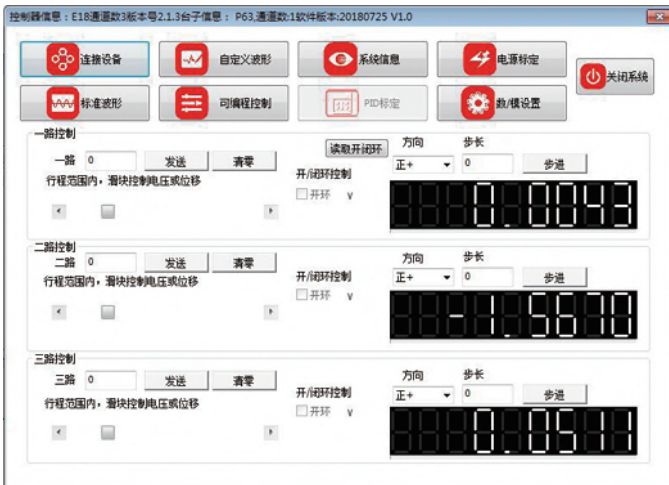 控制器信息：E18通道数3版本号2.1.3台子信息： P63,通道数:1软件版本:20180725 V1.0
连接设备 自定义波形 系统信息 电源标定 关闭系统
标准波形 可编程控制 PID标定 数/模设置
一路控制
读取开闭环 方向 步长
一路 0 发送 清零 开/闭环控制 正+ 0 步进
行程范围内，滑块控制电压或位移
开环 V 0.0043
二路控制
方向 步长
二路 0 发送 清零 开/闭环控制 正+ 0 步进
行程范围内，滑块控制电压或位移
开环 V -1.5670
三路控制
方向 步长
三路 0 发送 清零 开/闭环控制 正+ 0 步进
行程范围内，滑块控制电压或位移
开环 V 0.0511